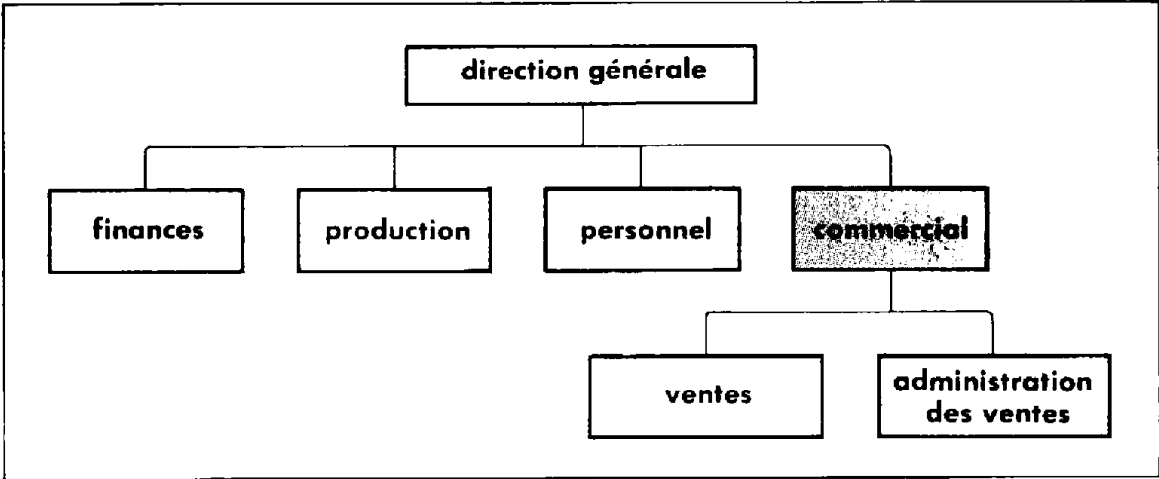 direction générale
finances
production
personnel
commercial
ventes
administration
des ventes